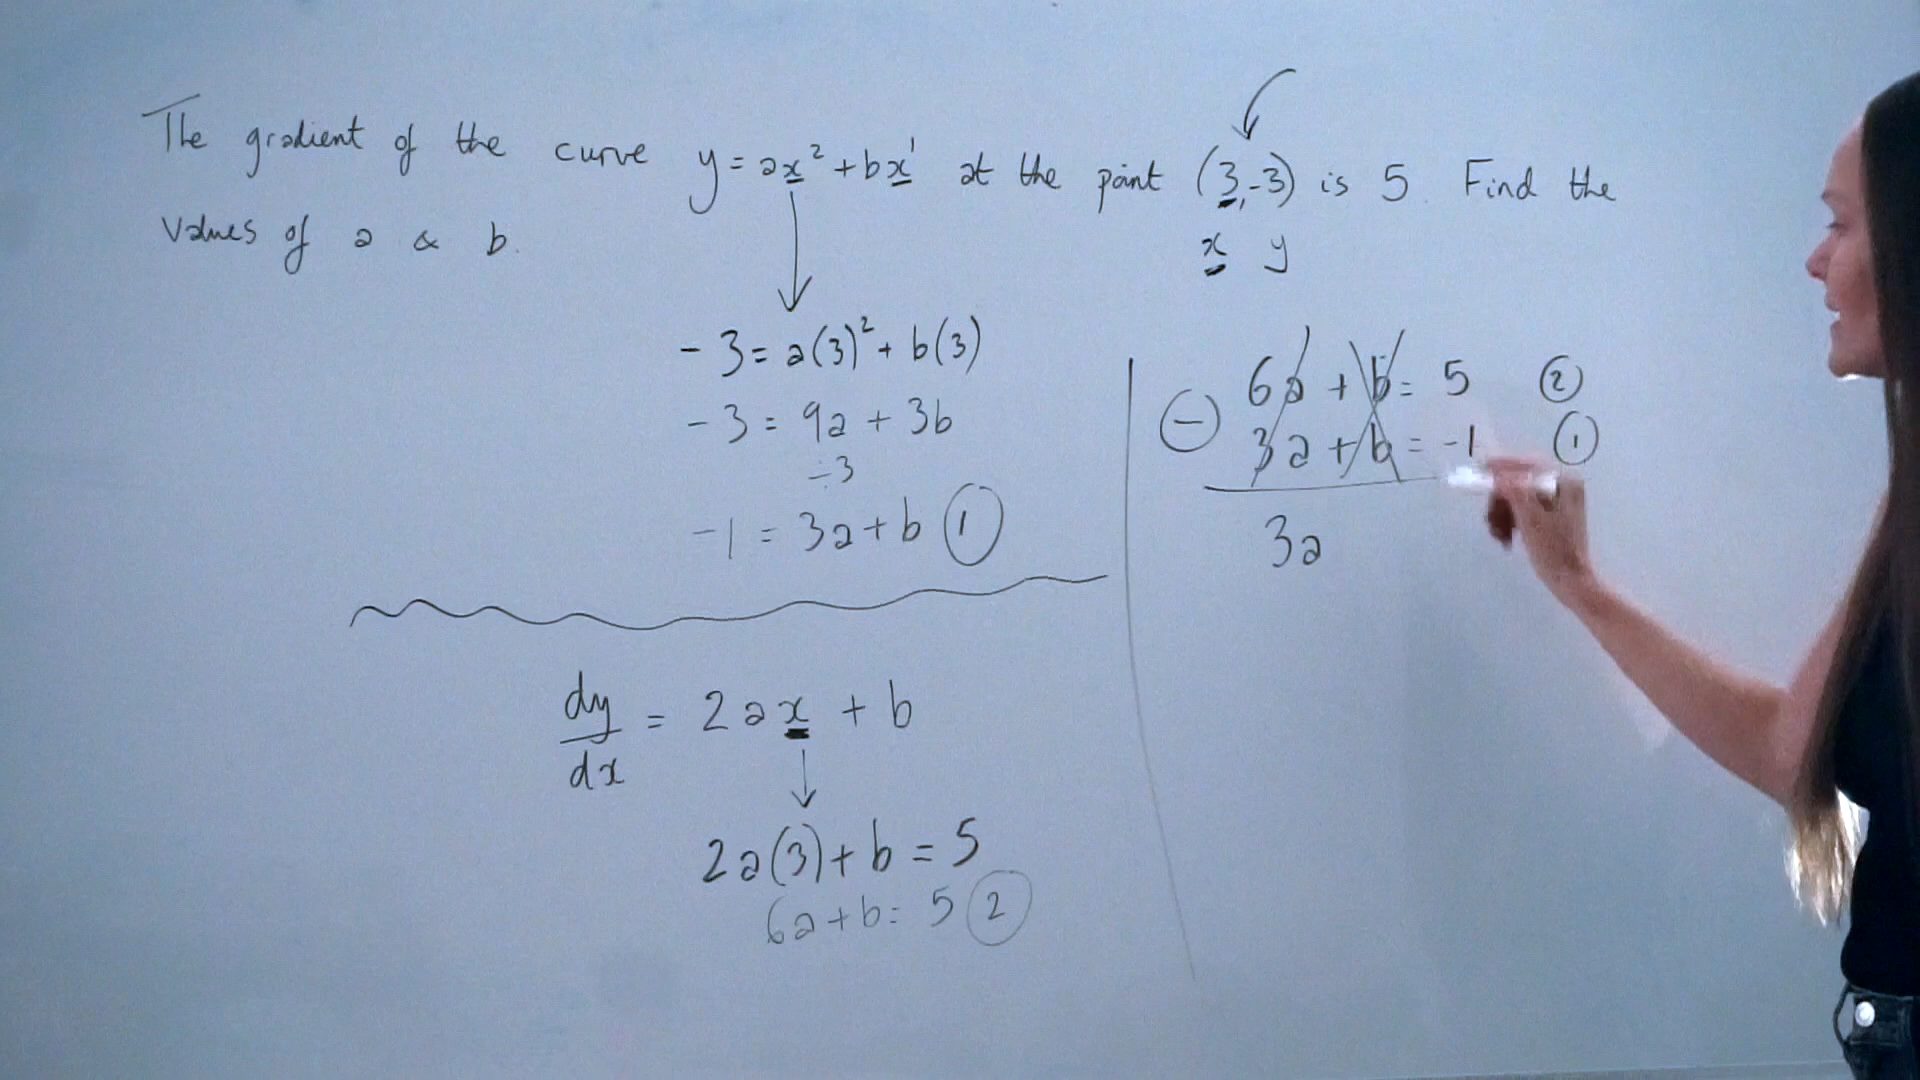 The gradient of the curve y = ax² + bx¹ at the point (3,-3) is 5. Find the
values of a & b.
x y
-3 = a(3)² + b(3)
-3 = 9a + 3b
÷3
-1 = 3a + b ①
dy/dx = 2ax + b
2a(3) + b = 5
6a + b = 5 ②
6a + b = 5 ②
⊖ 3a + b = -1 ①
3a